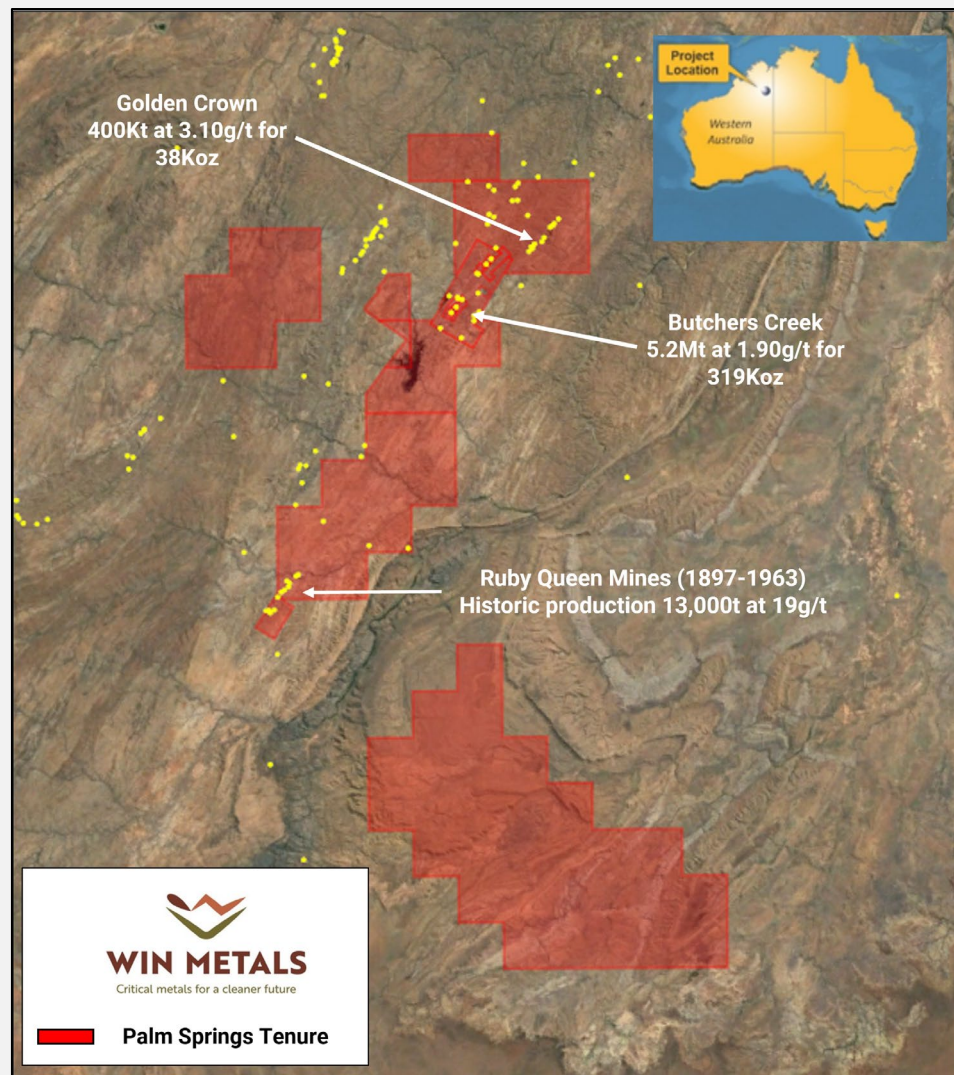 Golden Crown
400Kt at 3.10g/t for
38Koz
Project
Location
Western
Australia
Butchers Creek
5.2Mt at 1.90g/t for
319Koz
Ruby Queen Mines (1897-1963)
Historic production 13,000t at 19g/t
WIN METALS
Critical metals for a cleaner future
Palm Springs Tenure